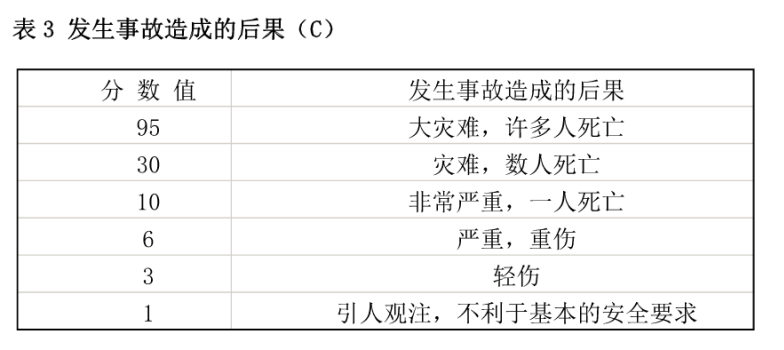 表3 发生事故造成的后果（C）
分 数 值 发生事故造成的后果
95 大灾难，许多人死亡
30 灾难，数人死亡
10 非常严重，一人死亡
6 严重，重伤
3 轻伤
1 引人观注，不利于基本的安全要求